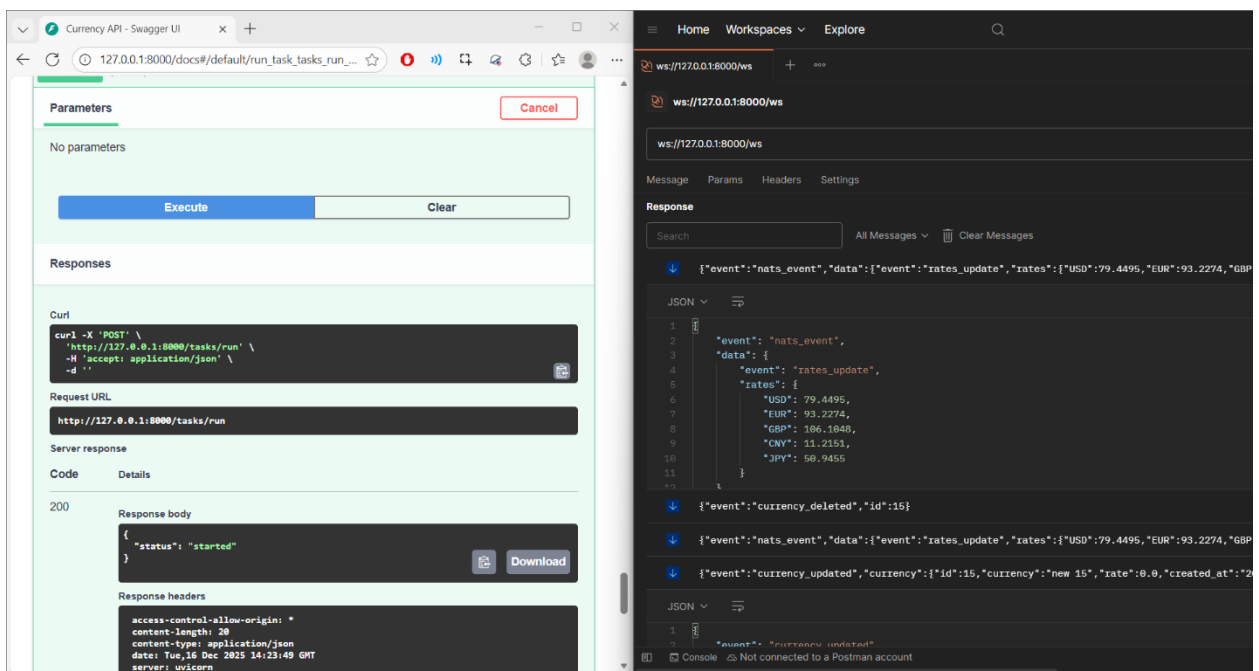 Currency API - Swagger UI
127.0.0.1:8000/docs#/default/run_task_tasks_run_...
Parameters
Cancel
No parameters
Execute
Clear
Responses
Curl
curl -X 'POST' \
'http://127.0.0.1:8000/tasks/run' \
-H 'accept: application/json' \
-d ''
Request URL
http://127.0.0.1:8000/tasks/run
Server response
Code Details
200
Response body
{
"status": "started"
}
Download
Response headers
access-control-allow-origin: *
content-length: 20
content-type: application/json
date: Tue,16 Dec 2025 14:23:49 GMT
server: uvicorn
Home Workspaces Explore
ws://127.0.0.1:8000/ws
ws://127.0.0.1:8000/ws
ws://127.0.0.1:8000/ws
Message Params Headers Settings
Response
Search
All Messages Clear Messages
{"event":"nats_event","data":{"event":"rates_update","rates":{"USD":79.4495,"EUR":93.2274,"GBP
JSON
1 {
2 "event": "nats_event",
3 "data": {
4 "event": "rates_update",
5 "rates": {
6 "USD": 79.4495,
7 "EUR": 93.2274,
8 "GBP": 106.1048,
9 "CNY": 11.2151,
10 "JPY": 50.9455
11 }
12 }
{"event":"currency_deleted","id":15}
{"event":"nats_event","data":{"event":"rates_update","rates":{"USD":79.4495,"EUR":93.2274,"GBP
{"event":"currency_updated","currency":{"id":15,"currency":"new 15","rate":0.0,"created_at":"20
JSON
1 {
2 "event": "currency_updated"
Console Not connected to a Postman account